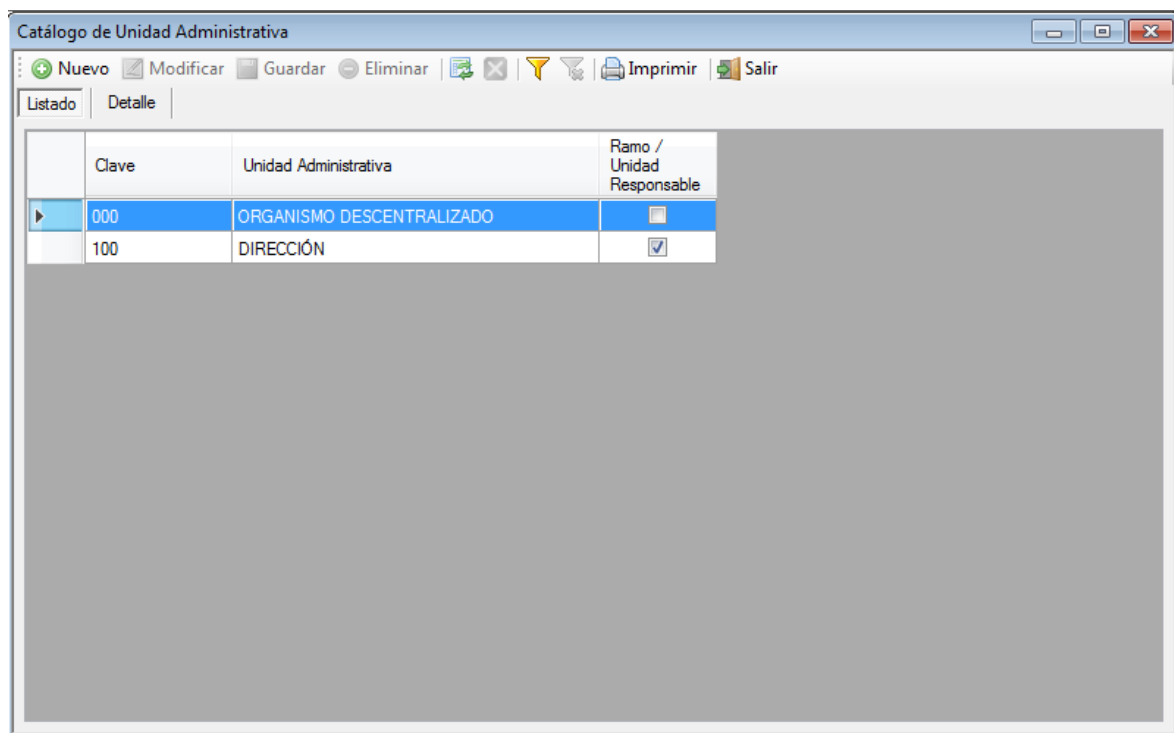 Catálogo de Unidad Administrativa
Nuevo Modificar Guardar Eliminar Imprimir Salir
Listado Detalle
Clave Unidad Administrativa Ramo /
Unidad
Responsable
000 ORGANISMO DESCENTRALIZADO
100 DIRECCIÓN